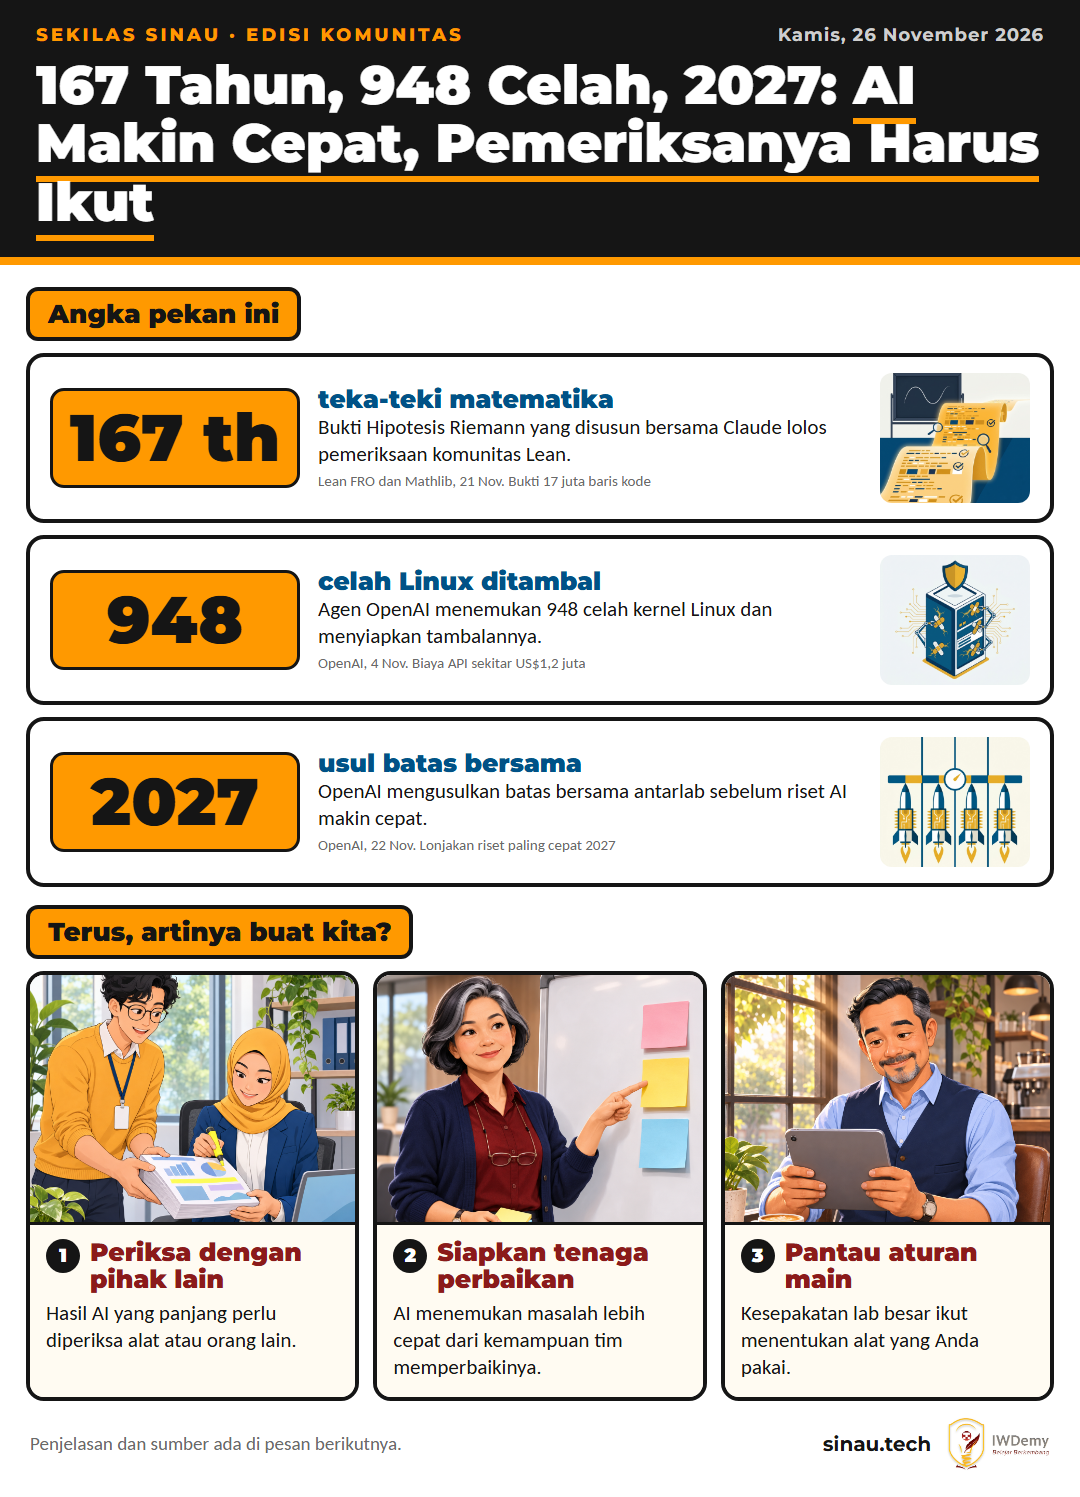 SEKILAS SINAU · EDISI KOMUNITAS
Kamis, 26 November 2026
167 Tahun, 948 Celah, 2027: AI
Makin Cepat, Pemeriksanya Harus
Ikut
Angka pekan ini
167 th
teka-teki matematika
Bukti Hipotesis Riemann yang disusun bersama Claude lolos
pemeriksaan komunitas Lean.
Lean FRO dan Mathlib, 21 Nov. Bukti 17 juta baris kode
948
celah Linux ditambal
Agen OpenAI menemukan 948 celah kernel Linux dan
menyiapkan tambalannya.
OpenAI, 4 Nov. Biaya API sekitar US$1,2 juta
2027
usul batas bersama
OpenAI mengusulkan batas bersama antarlab sebelum riset AI
makin cepat.
OpenAI, 22 Nov. Lonjakan riset paling cepat 2027
Terus, artinya buat kita?
1 Periksa dengan
pihak lain
Hasil AI yang panjang perlu
diperiksa alat atau orang lain.
2 Siapkan tenaga
perbaikan
AI menemukan masalah lebih
cepat dari kemampuan tim
memperbaikinya.
3 Pantau aturan
main
Kesepakatan lab besar ikut
menentukan alat yang Anda
pakai.
Penjelasan dan sumber ada di pesan berikutnya.
sinau.tech
IWDemy
Belajar Berkembang